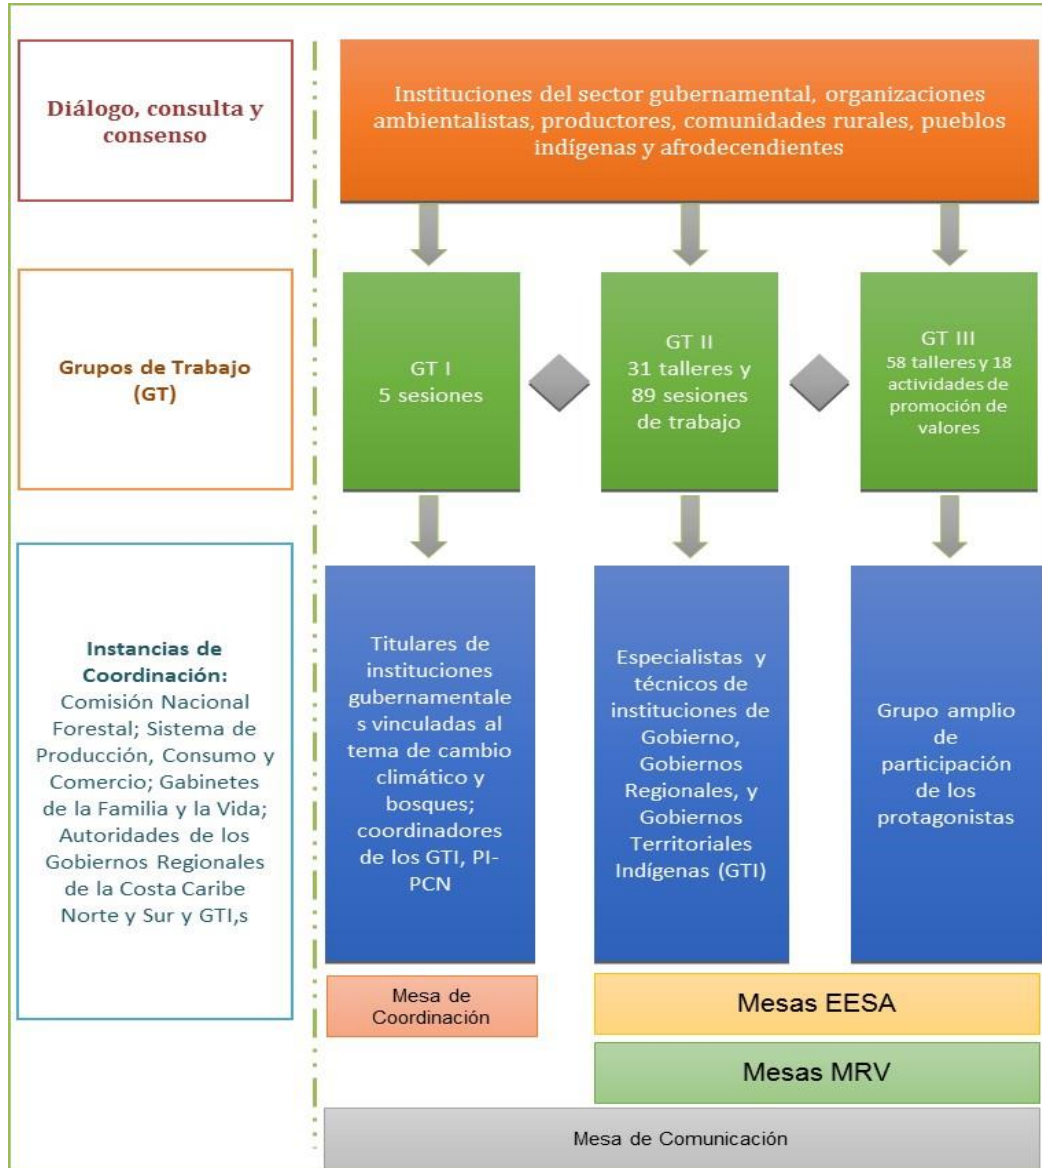 Diálogo, consulta y
consenso
Instituciones del sector gubernamental, organizaciones
ambientalistas, productores, comunidades rurales, pueblos
indígenas y afrodecendientes
Grupos de Trabajo
(GT)
GT I
5 sesiones
GT II
31 talleres y
89 sesiones
de trabajo
GT III
58 talleres y 18
actividades de
promoción de
valores
Instancias de
Coordinación:
Comisión Nacional
Forestal; Sistema de
Producción, Consumo y
Comercio; Gabinetes
de la Familia y la Vida;
Autoridades de los
Gobiernos Regionales
de la Costa Caribe
Norte y Sur y GTI,s
Titulares de
instituciones
gubernamentale
s vinculadas al
tema de cambio
climático y
bosques;
coordinadores
de los GTI, PI-
PCN
Especialistas y
técnicos de
instituciones de
Gobierno,
Gobiernos
Regionales, y
Gobiernos
Territoriales
Indígenas (GTI)
Grupo amplio
de
participación
de los
protagonistas
Mesa de
Coordinación
Mesas EESA
Mesas MRV
Mesa de Comunicación